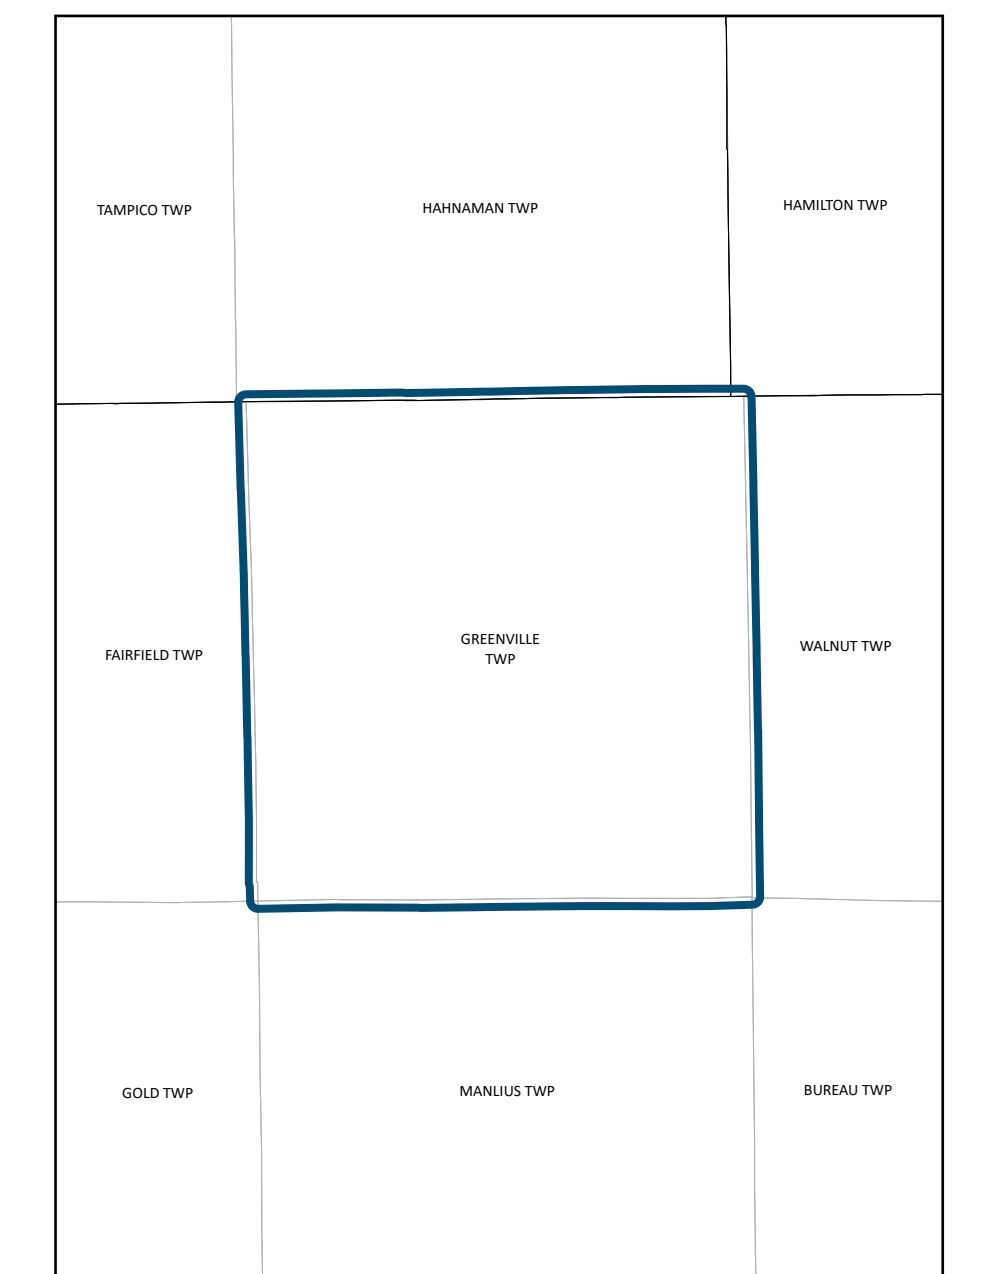 TAMPICO TWP
HAHNAMAN TWP
HAMILTON TWP
FAIRFIELD TWP
GREENVILLE
TWP
WALNUT TWP
GOLD TWP
MANLIUS TWP
BUREAU TWP